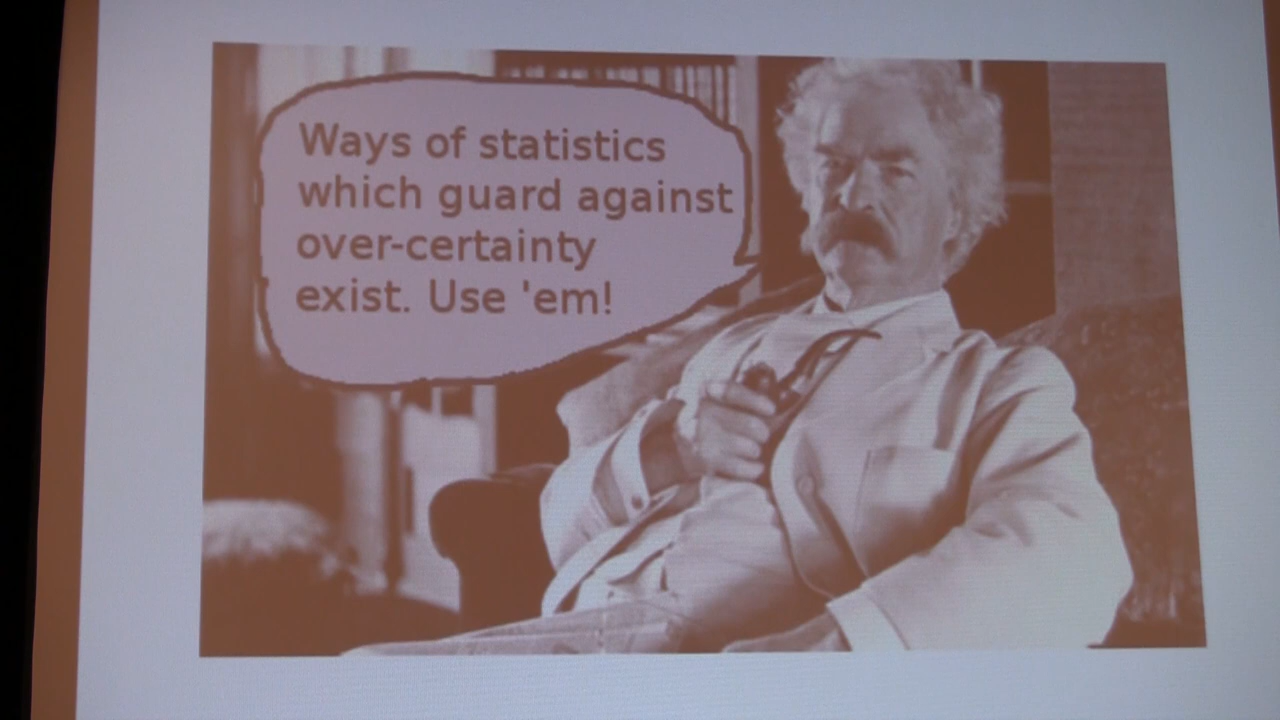 Ways of statistics
which guard against
over-certainty
exist. Use 'em!